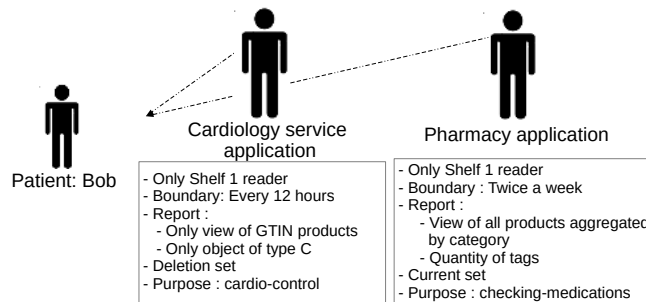 Patient: Bob
Cardiology service
application
- Only Shelf 1 reader
- Boundary: Every 12 hours
- Report :
- Only view of GTIN products
- Only object of type C
- Deletion set
- Purpose : cardio-control
Pharmacy application
- Only Shelf 1 reader
- Boundary : Twice a week
- Report :
- View of all products aggregated
by category
- Quantity of tags
- Current set
- Purpose : checking-medications